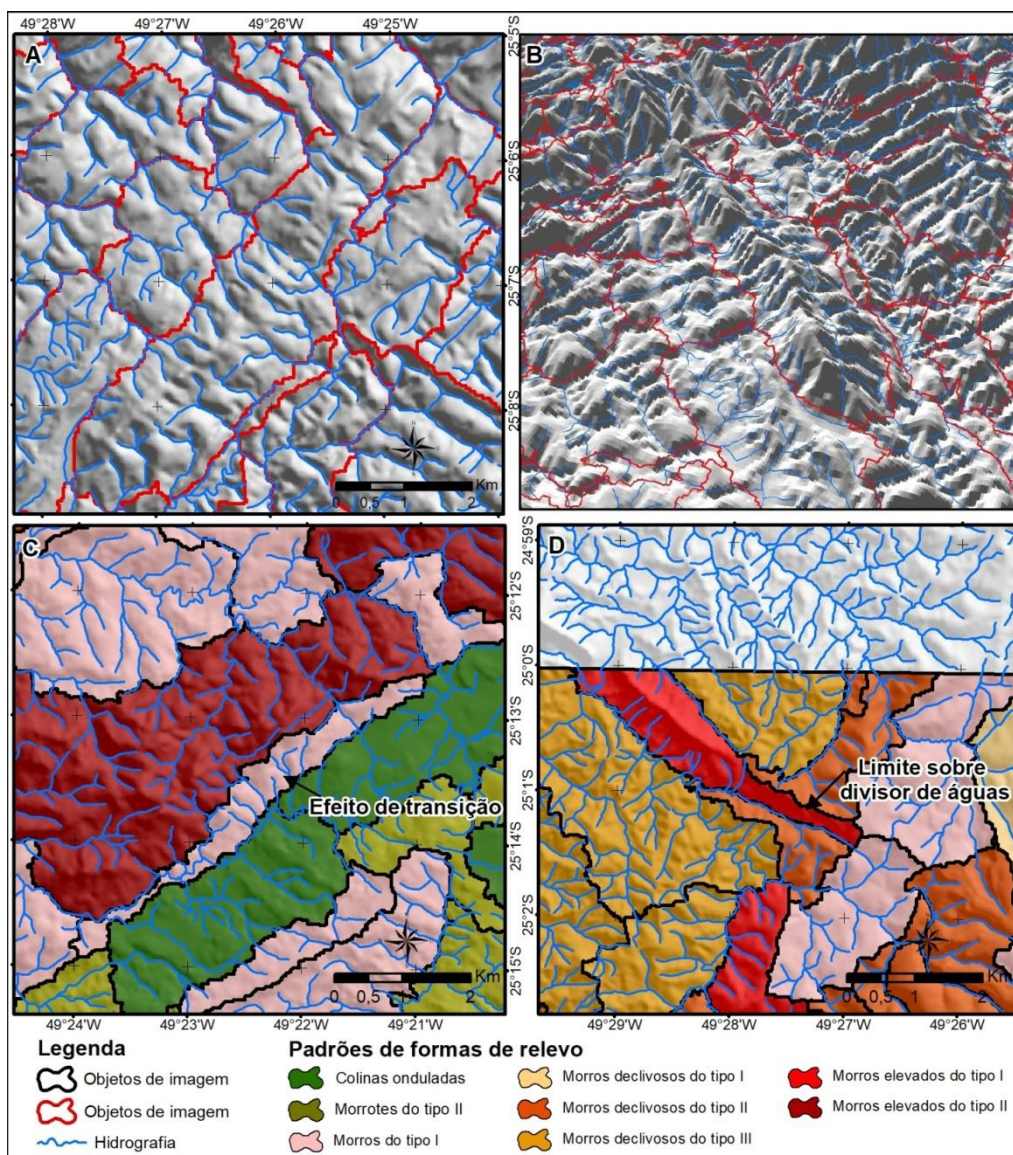 49°28'W 49°27'W 49°26'W 49°25'W
A
25°5'S
25°6'S
25°7'S
25°8'S
N
0 0,5 1 2 Km
B
C
25°12'S
25°13'S
25°14'S
25°15'S
Efeito de transição
0 0,5 1 2 Km
49°24'W 49°23'W 49°22'W 49°21'W
D
24°59'S
25°0'S
25°1'S
25°2'S
Limite sobre
divisor de águas
0 0,5 1 2 Km
49°29'W 49°28'W 49°27'W 49°26'W
Legenda
Objetos de imagem
Objetos de imagem
Hidrografia
Padrões de formas de relevo
Colinas onduladas
Morrotes do tipo II
Morros do tipo I
Morros declivosos do tipo I
Morros declivosos do tipo II
Morros declivosos do tipo III
Morros elevados do tipo I
Morros elevados do tipo II